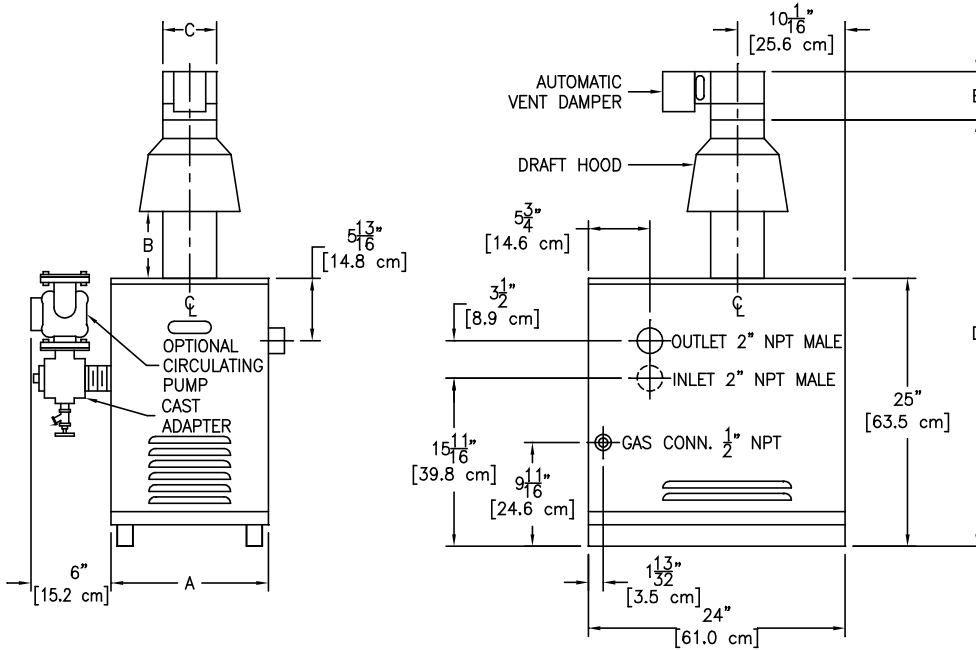 C
B
5 13/16"
[14.8 cm]
C L
OPTIONAL
CIRCULATING
PUMP
CAST
ADAPTER
6"
[15.2 cm]
A
10 1/16"
[25.6 cm]
AUTOMATIC
VENT DAMPER
DRAFT HOOD
5 3/4"
[14.6 cm]
3 1/2"
[8.9 cm]
C L
OUTLET 2" NPT MALE
INLET 2" NPT MALE
GAS CONN. 1/2" NPT
15 11/16"
[39.8 cm]
9 11/16"
[24.6 cm]
25"
[63.5 cm]
1 13/32"
[3.5 cm]
24"
[61.0 cm]